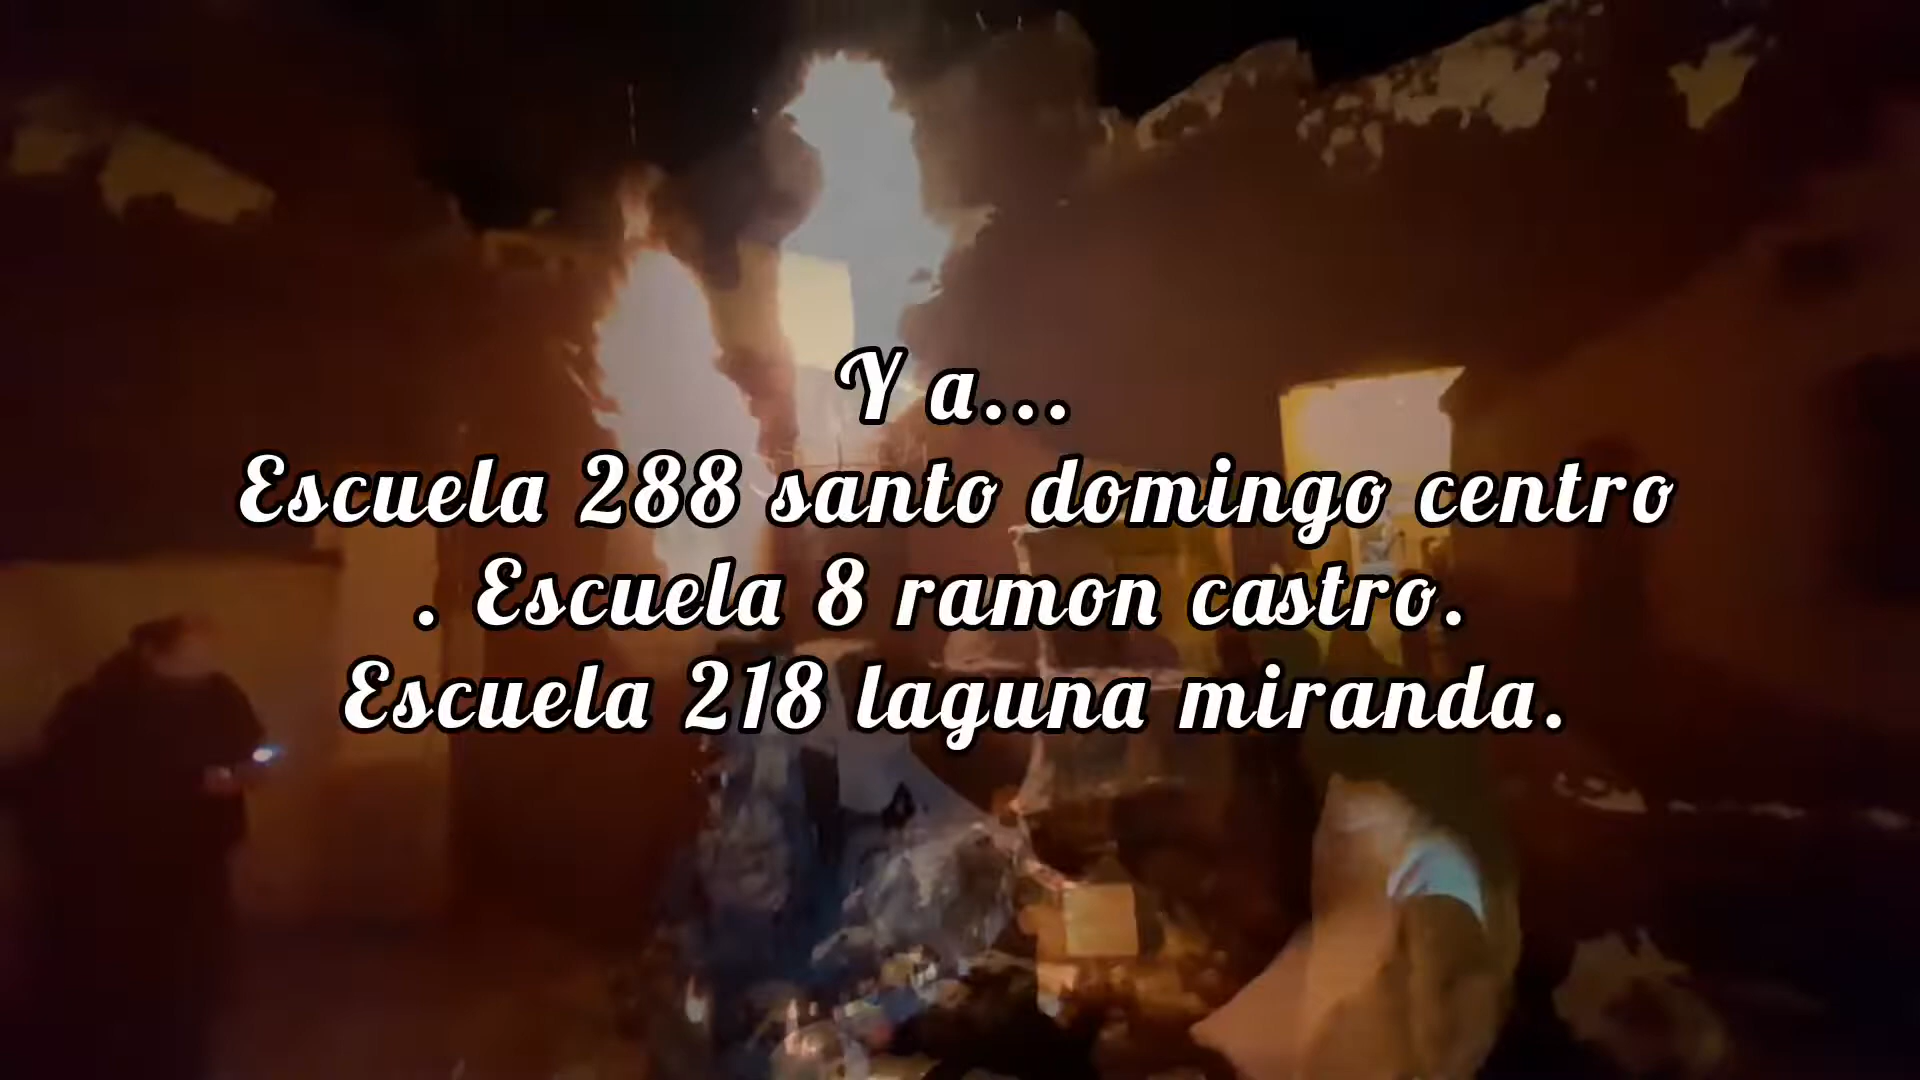 Y a...
Escuela 288 santo domingo centro
. Escuela 8 ramon castro.
Escuela 218 laguna miranda.